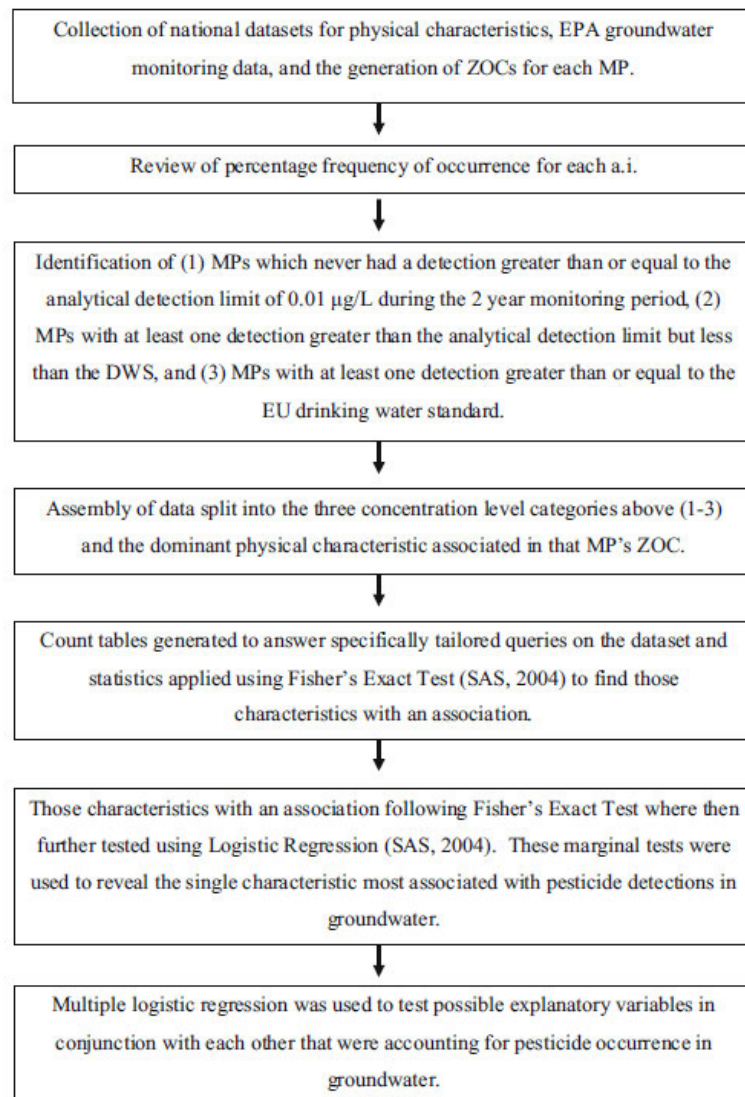 Collection of national datasets for physical characteristics, EPA groundwater
monitoring data, and the generation of ZOCs for each MP.
Review of percentage frequency of occurrence for each a.i.
Identification of (1) MPs which never had a detection greater than or equal to the
analytical detection limit of 0.01 µg/L during the 2 year monitoring period, (2)
MPs with at least one detection greater than the analytical detection limit but less
than the DWS, and (3) MPs with at least one detection greater than or equal to the
EU drinking water standard.
Assembly of data split into the three concentration level categories above (1-3)
and the dominant physical characteristic associated in that MP's ZOC.
Count tables generated to answer specifically tailored queries on the dataset and
statistics applied using Fisher's Exact Test (SAS, 2004) to find those
characteristics with an association.
Those characteristics with an association following Fisher's Exact Test where then
further tested using Logistic Regression (SAS, 2004). These marginal tests were
used to reveal the single characteristic most associated with pesticide detections in
groundwater.
Multiple logistic regression was used to test possible explanatory variables in
conjunction with each other that were accounting for pesticide occurrence in
groundwater.